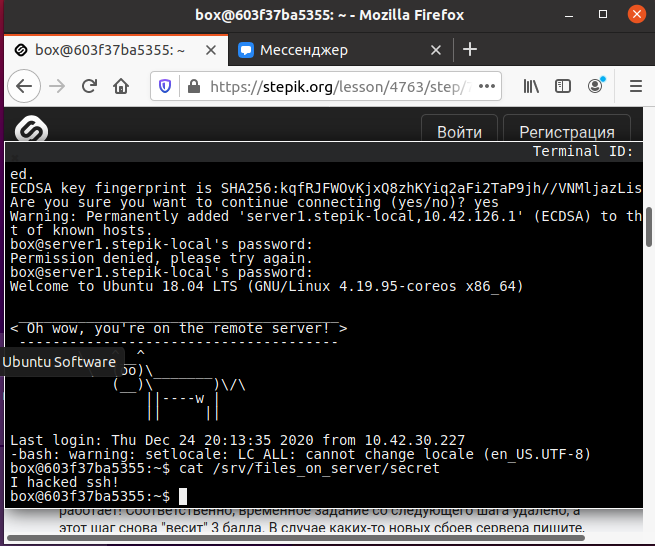 box@603f37ba5355: ~ - Mozilla Firefox
box@603f37ba5355: ~
Мессенджер
https://stepik.org/lesson/4763/step/
Войти
Регистрация
Terminal ID:
ed.
ECDSA key fingerprint is SHA256:kqfRJFWOvKjxQ8zhKYiq2aFi2TaP9jh//VNMljazLis
Are you sure you want to continue connecting (yes/no)? yes
Warning: Permanently added 'server1.stepik-local,10.42.126.1' (ECDSA) to th
t of known hosts.
box@server1.stepik-local's password:
Permission denied, please try again.
box@server1.stepik-local's password:
Welcome to Ubuntu 18.04 LTS (GNU/Linux 4.19.95-coreos x86_64)
< Oh wow, you're on the remote server! >
Ubuntu Software
Last login: Thu Dec 24 20:13:35 2020 from 10.42.30.227
-bash: warning: setlocale: LC_ALL: cannot change locale (en_US.UTF-8)
box@603f37ba5355:~$ cat /srv/files_on_server/secret
I hacked ssh!
box@603f37ba5355:~$
работает! Соответственно, временное задание со следующего шага удалено, а
этот шаг снова "весит" 3 балла. В случае каких-то новых сбоев сервера пишите.